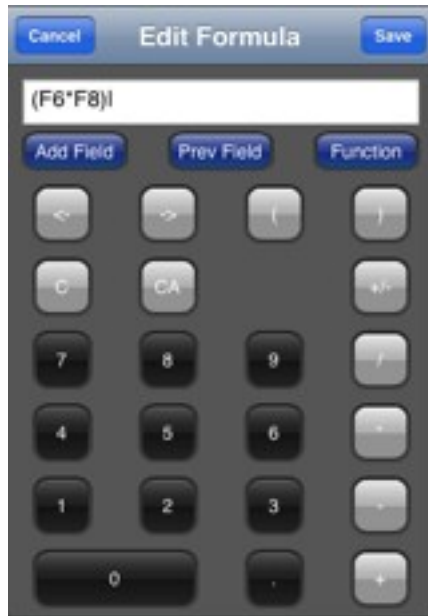 Cancel Edit Formula Save
(F6*F8)|
Add Field Prev Field Function
<- -> ( )
C CA +/-
7 8 9 /
4 5 6 *
1 2 3 -
0 . +